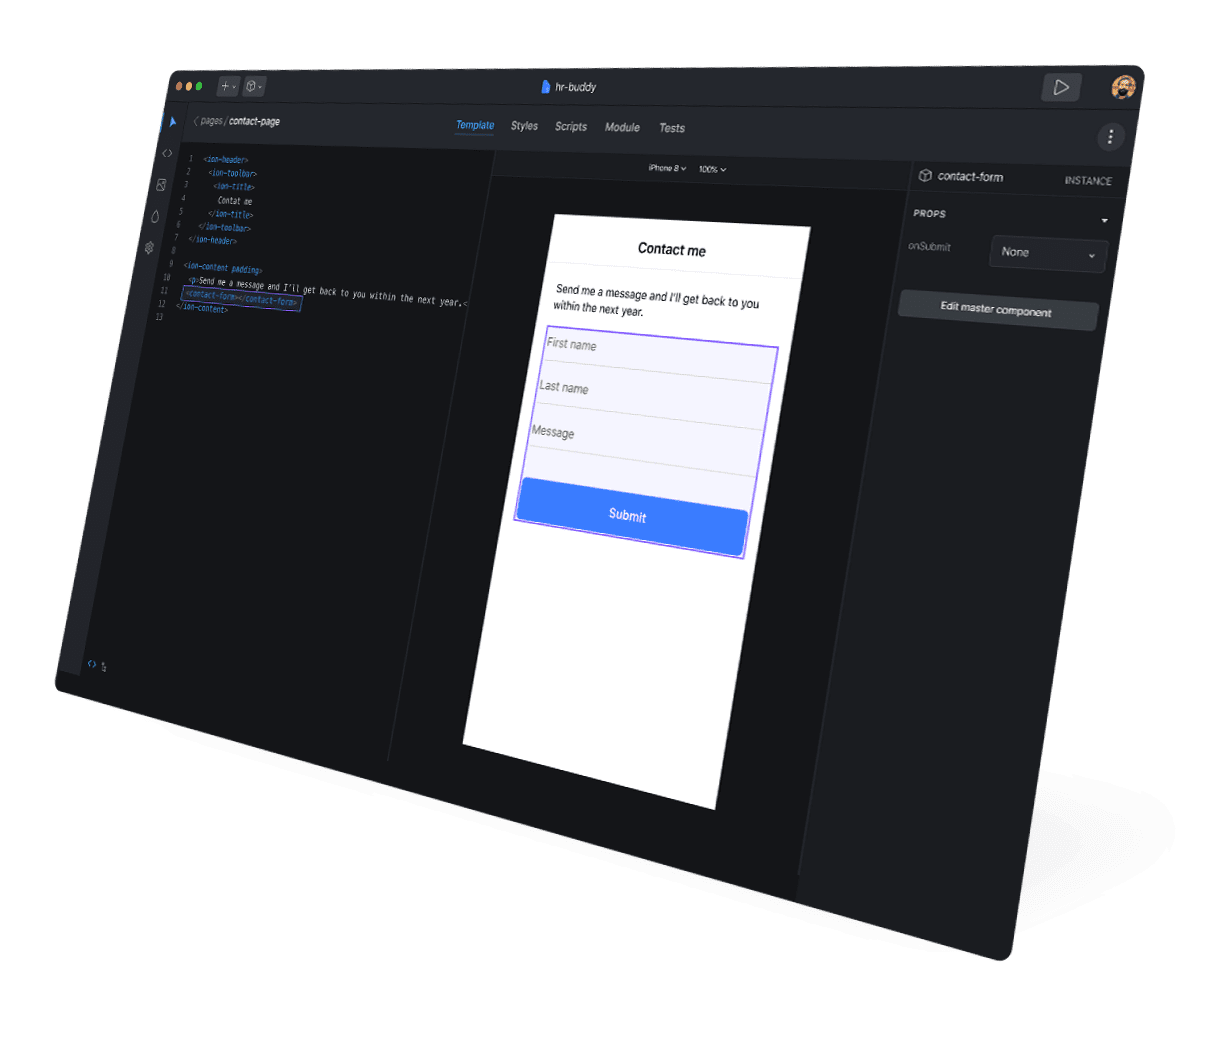 hr-buddy
pages / contact-page
Template Styles Scripts Module Tests
1 <ion-header>
2 <ion-toolbar>
3 <ion-title>
4 Contat me
5 </ion-title>
6 </ion-toolbar>
7 </ion-header>
8
9 <ion-content padding>
10 <p>Send me a message and I'll get back to you within the next year.<
11 <contact-form></contact-form>
12 </ion-content>
13
iPhone 8 100%
Contact me
Send me a message and I'll get back to you
within the next year.
First name
Last name
Message
Submit
contact-form INSTANCE
PROPS
onSubmit None
Edit master component